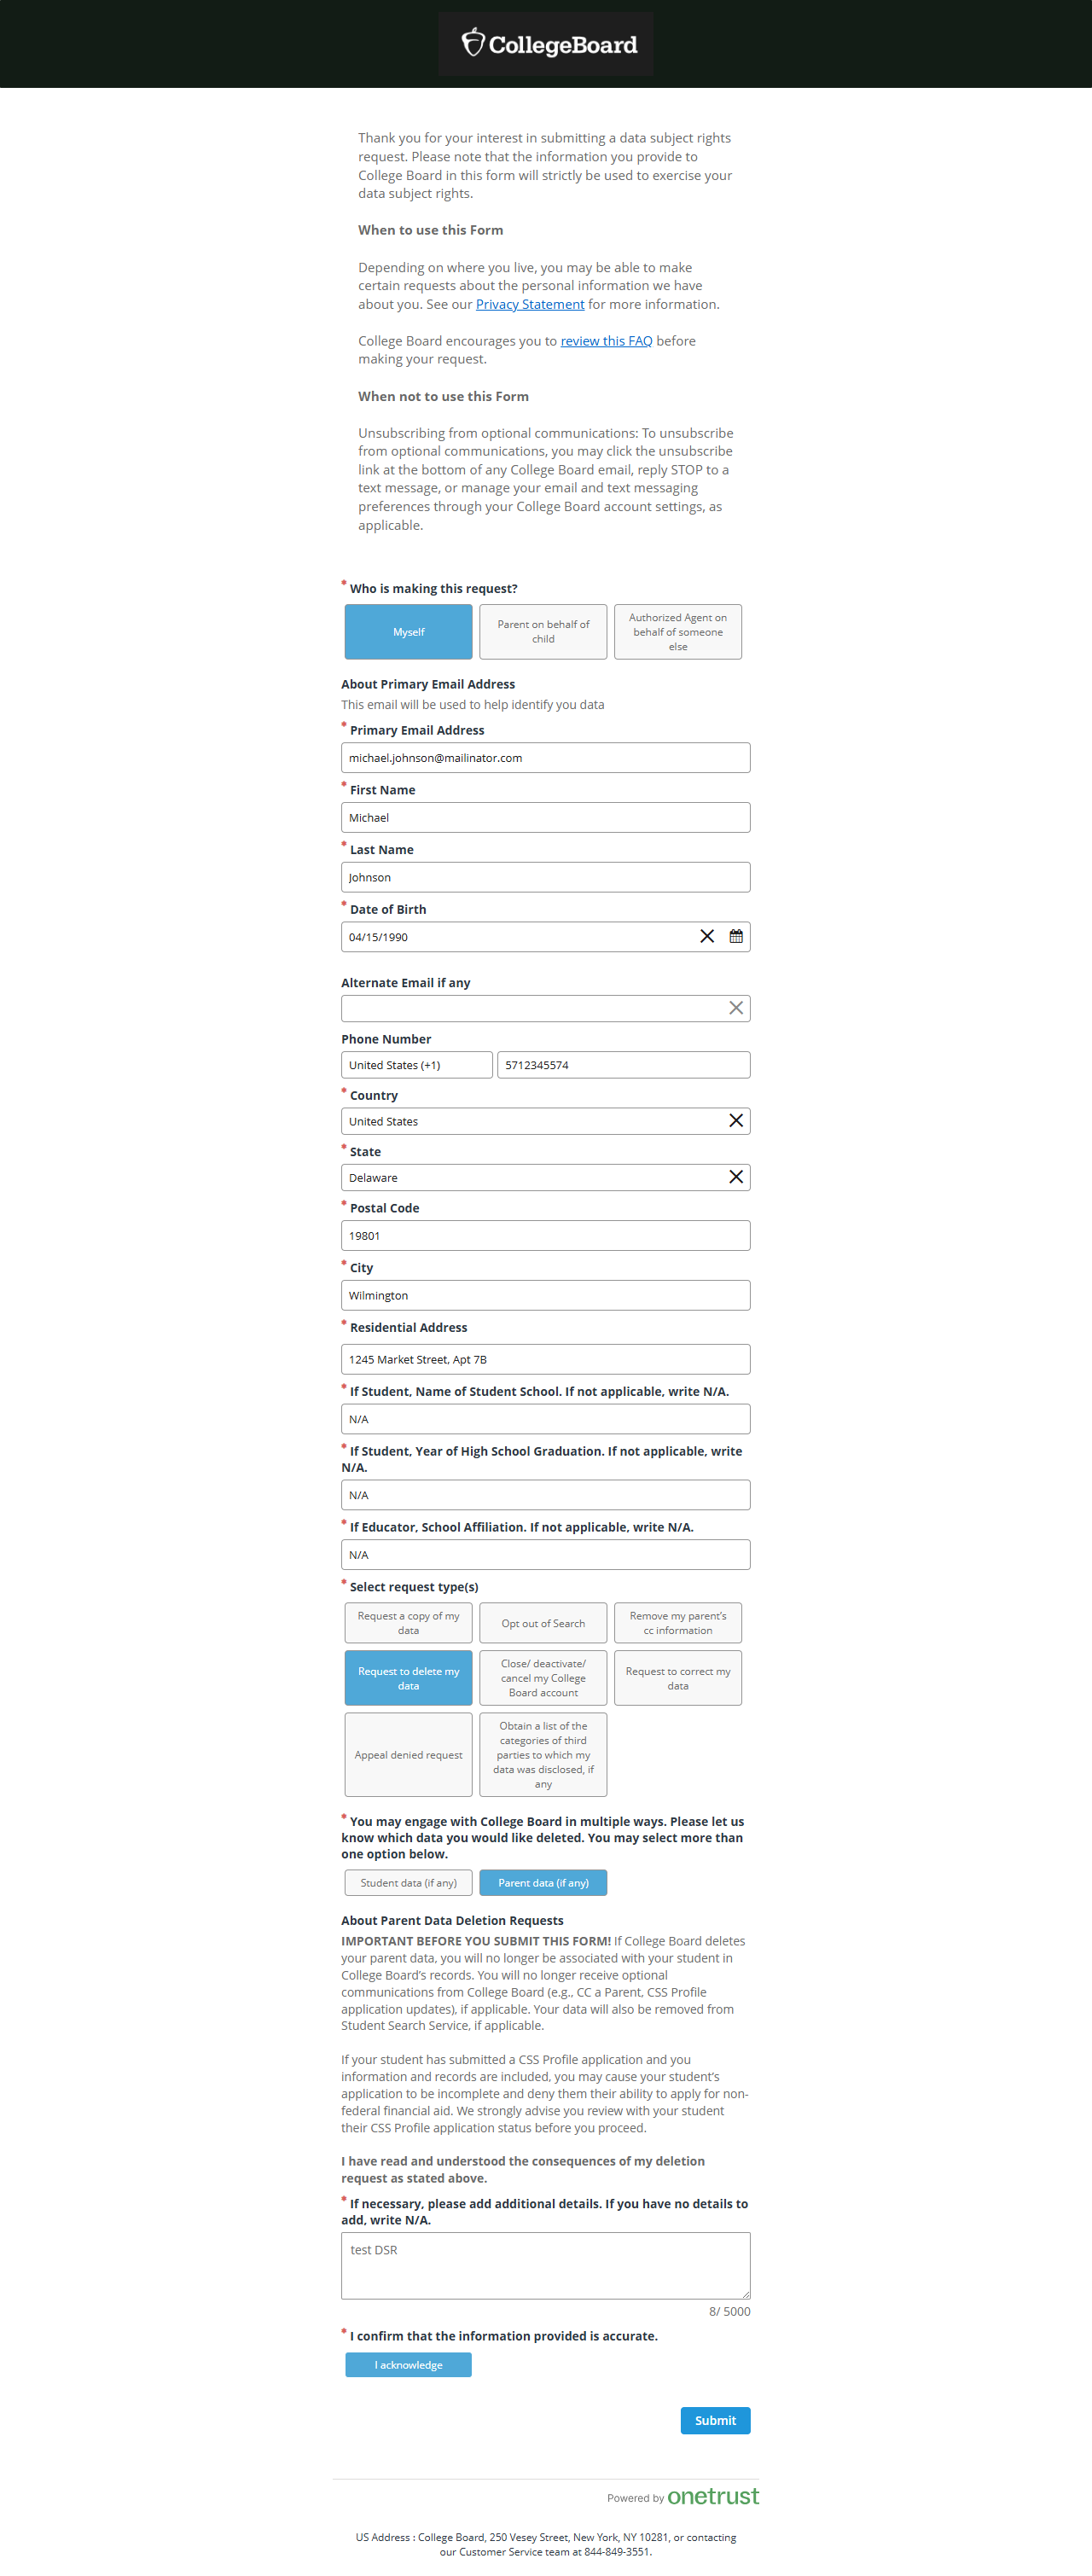 CollegeBoard
Thank you for your interest in submitting a data subject rights
request. Please note that the information you provide to
College Board in this form will strictly be used to exercise your
data subject rights.
When to use this Form
Depending on where you live, you may be able to make
certain requests about the personal information we have
about you. See our Privacy Statement for more information.
College Board encourages you to review this FAQ before
making your request.
When not to use this Form
Unsubscribing from optional communications: To unsubscribe
from optional communications, you may click the unsubscribe
link at the bottom of any College Board email, reply STOP to a
text message, or manage your email and text messaging
preferences through your College Board account settings, as
applicable.
* Who is making this request?
Myself
Parent on behalf of
child
Authorized Agent on
behalf of someone
else
About Primary Email Address
This email will be used to help identify you data
* Primary Email Address
michael.johnson@mailinator.com
* First Name
Michael
* Last Name
Johnson
* Date of Birth
04/15/1990
Alternate Email if any
Phone Number
United States (+1) 5712345574
* Country
United States
* State
Delaware
* Postal Code
19801
* City
Wilmington
* Residential Address
1245 Market Street, Apt 7B
* If Student, Name of Student School. If not applicable, write N/A.
N/A
* If Student, Year of High School Graduation. If not applicable, write
N/A.
N/A
* If Educator, School Affiliation. If not applicable, write N/A.
N/A
* Select request type(s)
Request a copy of my
data
Opt out of Search
Remove my parent's
cc information
Request to delete my
data
Close/ deactivate/
cancel my College
Board account
Request to correct my
data
Appeal denied request
Obtain a list of the
categories of third
parties to which my
data was disclosed, if
any
* You may engage with College Board in multiple ways. Please let us
know which data you would like deleted. You may select more than
one option below.
Student data (if any)
Parent data (if any)
About Parent Data Deletion Requests
IMPORTANT BEFORE YOU SUBMIT THIS FORM! If College Board deletes
your parent data, you will no longer be associated with your student in
College Board's records. You will no longer receive optional
communications from College Board (e.g., CC a Parent, CSS Profile
application updates), if applicable. Your data will also be removed from
Student Search Service, if applicable.
If your student has submitted a CSS Profile application and you
information and records are included, you may cause your student's
application to be incomplete and deny them their ability to apply for non-
federal financial aid. We strongly advise you review with your student
their CSS Profile application status before you proceed.
I have read and understood the consequences of my deletion
request as stated above.
* If necessary, please add additional details. If you have no details to
add, write N/A.
test DSR
8/ 5000
* I confirm that the information provided is accurate.
I acknowledge
Submit
Powered by onetrust
US Address : College Board, 250 Vesey Street, New York, NY 10281, or contacting
our Customer Service team at 844-849-3551.